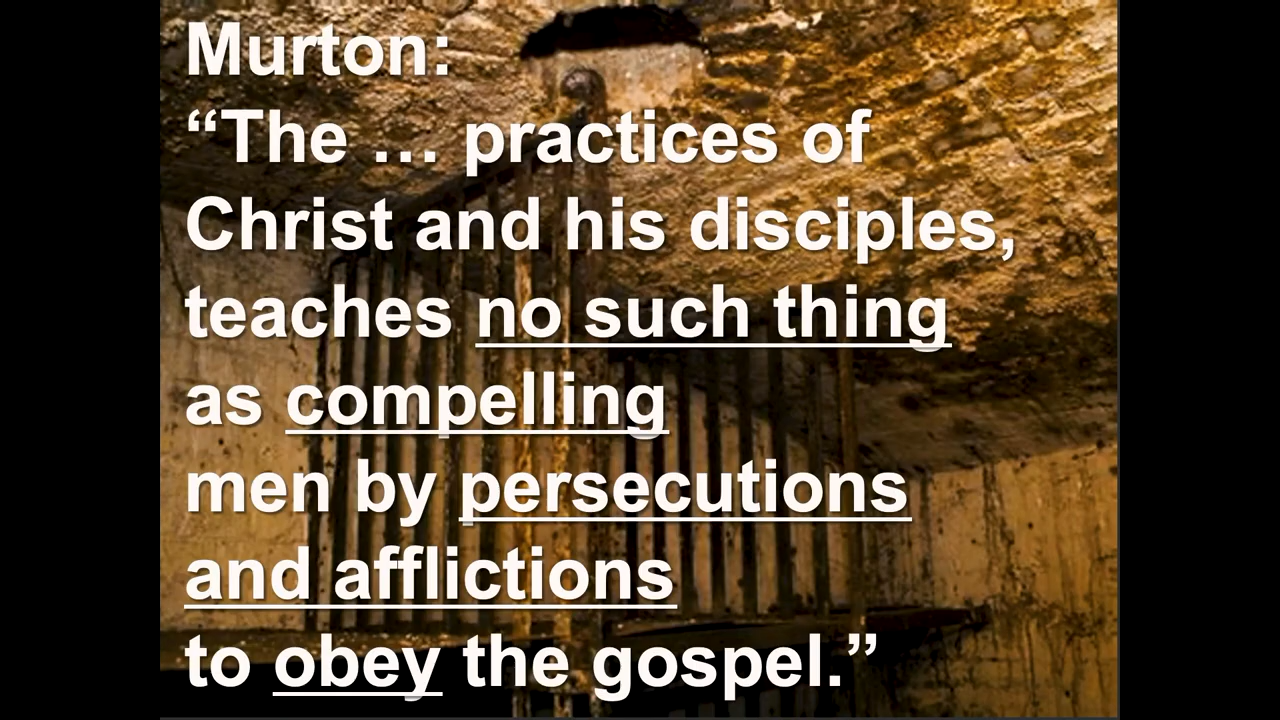 Murton:
“The … practices of
Christ and his disciples,
teaches no such thing
as compelling
men by persecutions
and afflictions
to obey the gospel.”